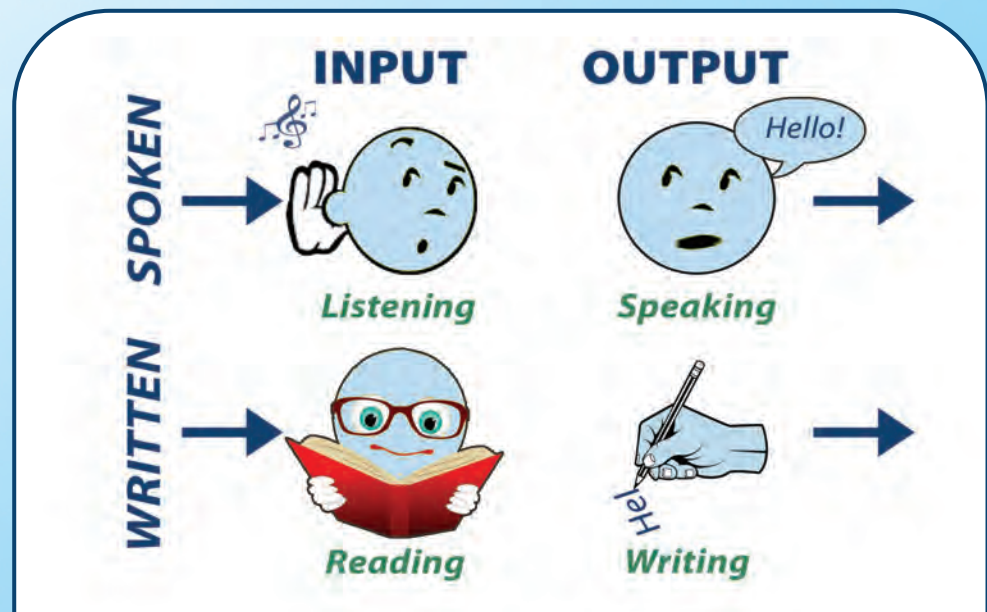 INPUT OUTPUT
SPOKEN
Hello!
Listening Speaking
WRITTEN
Hel
Reading Writing